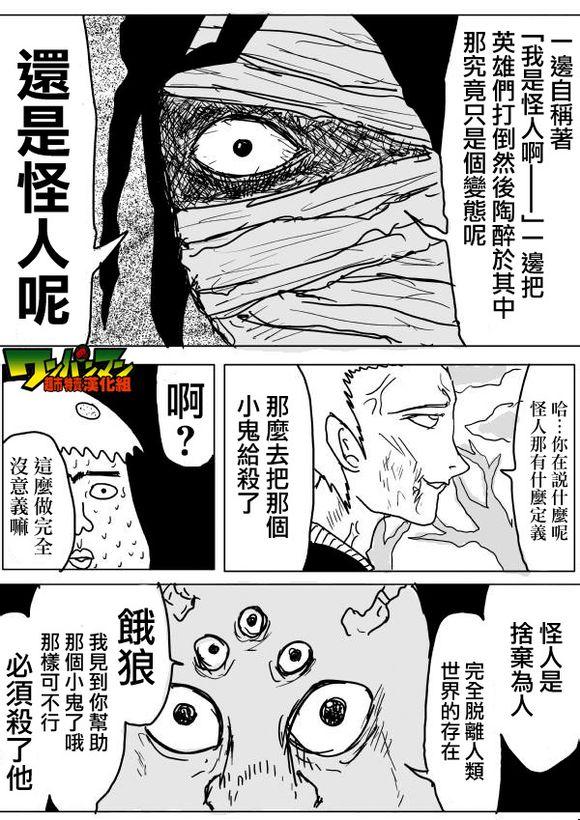 一邊自稱著
「我是怪人啊——」一邊把
英雄們打倒然後陶醉於其中
那究竟只是個變態呢
還是怪人呢
哈…你在說什麼呢
怪人那有什麼定義
那麼去把那個
小鬼給殺了
啊?
這麼做完全
沒意義嘛
ワンパンマン
漢化組
怪人是
捨棄為人
完全脫離人類
世界的存在
餓狼
我見到你幫助
那個小鬼了哦
那樣可不行
必須殺了他